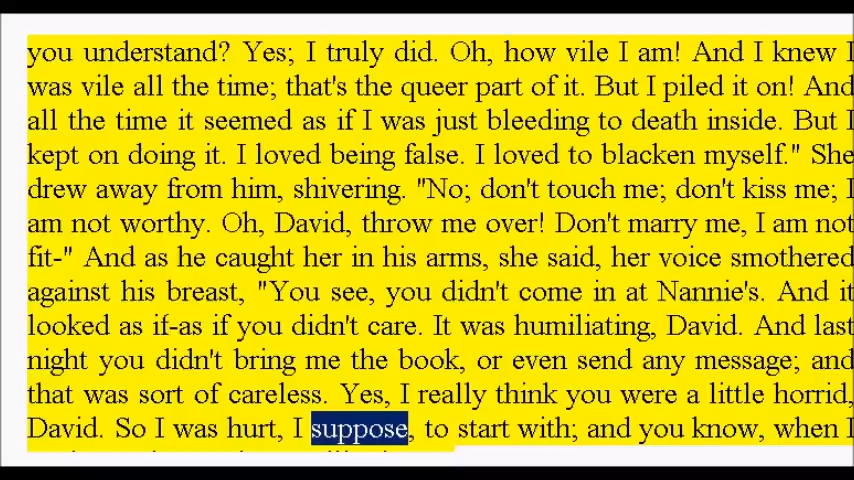 you understand? Yes; I truly did. Oh, how vile I am! And I knew I
was vile all the time; that's the queer part of it. But I piled it on! And
all the time it seemed as if I was just bleeding to death inside. But I
kept on doing it. I loved being false. I loved to blacken myself." She
drew away from him, shivering. "No; don't touch me; don't kiss me; I
am not worthy. Oh, David, throw me over! Don't marry me, I am not
fit-" And as he caught her in his arms, she said, her voice smothered
against his breast, "You see, you didn't come in at Nannie's. And it
looked as if-as if you didn't care. It was humiliating, David. And last
night you didn't bring me the book, or even send any message; and
that was sort of careless. Yes, I really think you were a little horrid,
David. So I was hurt, I suppose, to start with; and you know, when I